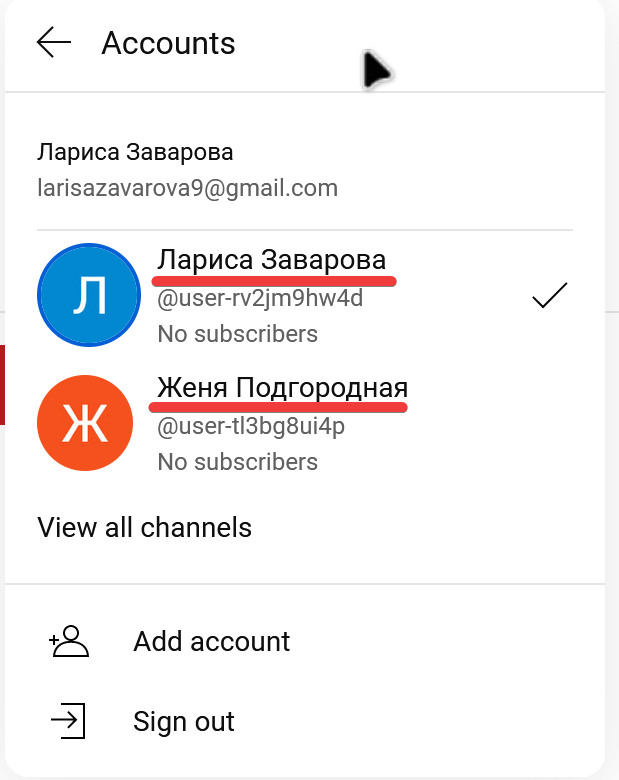 Accounts
Лариса Заварова
larisazavarova9@gmail.com
Л
Лариса Заварова
@user-rv2jm9hw4d
No subscribers
Ж
Женя Подгородная
@user-tl3bg8ui4p
No subscribers
View all channels
Add account
Sign out